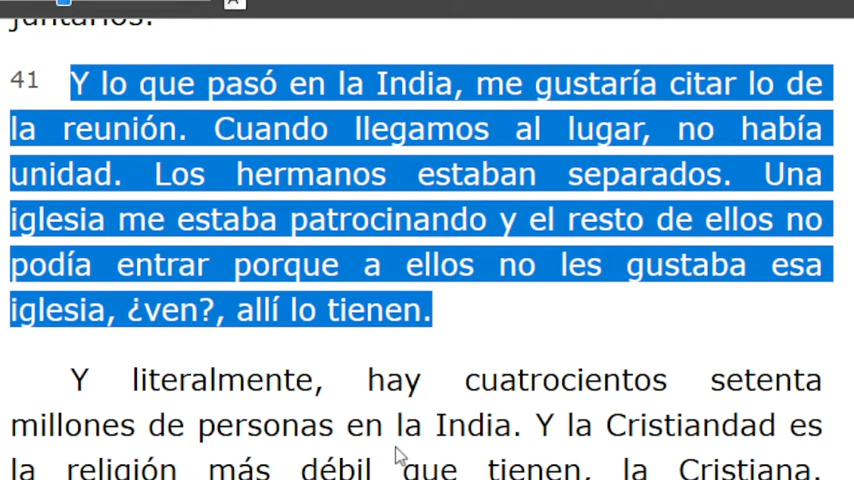 juntarlos.
41 Y lo que pasó en la India, me gustaría citar lo de
la reunión. Cuando llegamos al lugar, no había
unidad. Los hermanos estaban separados. Una
iglesia me estaba patrocinando y el resto de ellos no
podía entrar porque a ellos no les gustaba esa
iglesia, ¿ven?, allí lo tienen.
Y literalmente, hay cuatrocientos setenta
millones de personas en la India. Y la Cristiandad es
la religión más débil que tienen, la Cristiana.